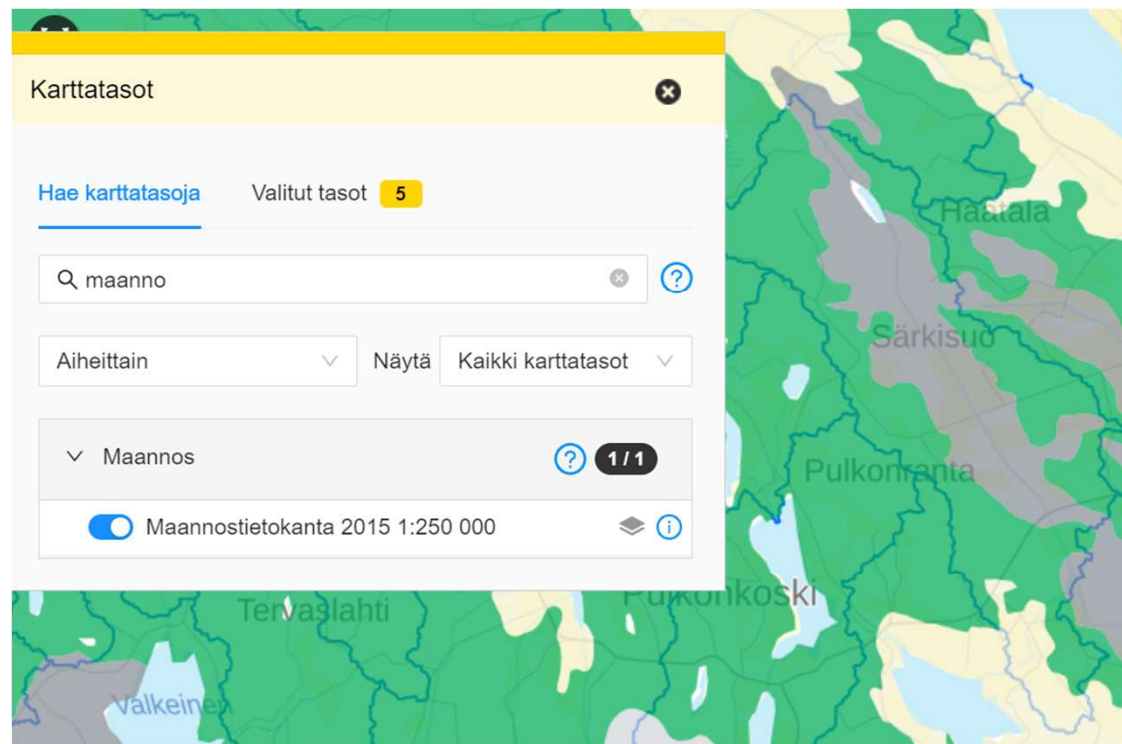 Karttatasot
Hae karttatasoja
Valitut tasot 5
maanno
?
Aiheittain
Näytä
Kaikki karttatasot
Maannos
? 1 / 1
Maannostietokanta 2015 1:250 000
i
Haatala
Särkisuo
Pulkonranta
Pulkonkoski
Tervaslahti
Valkeinen